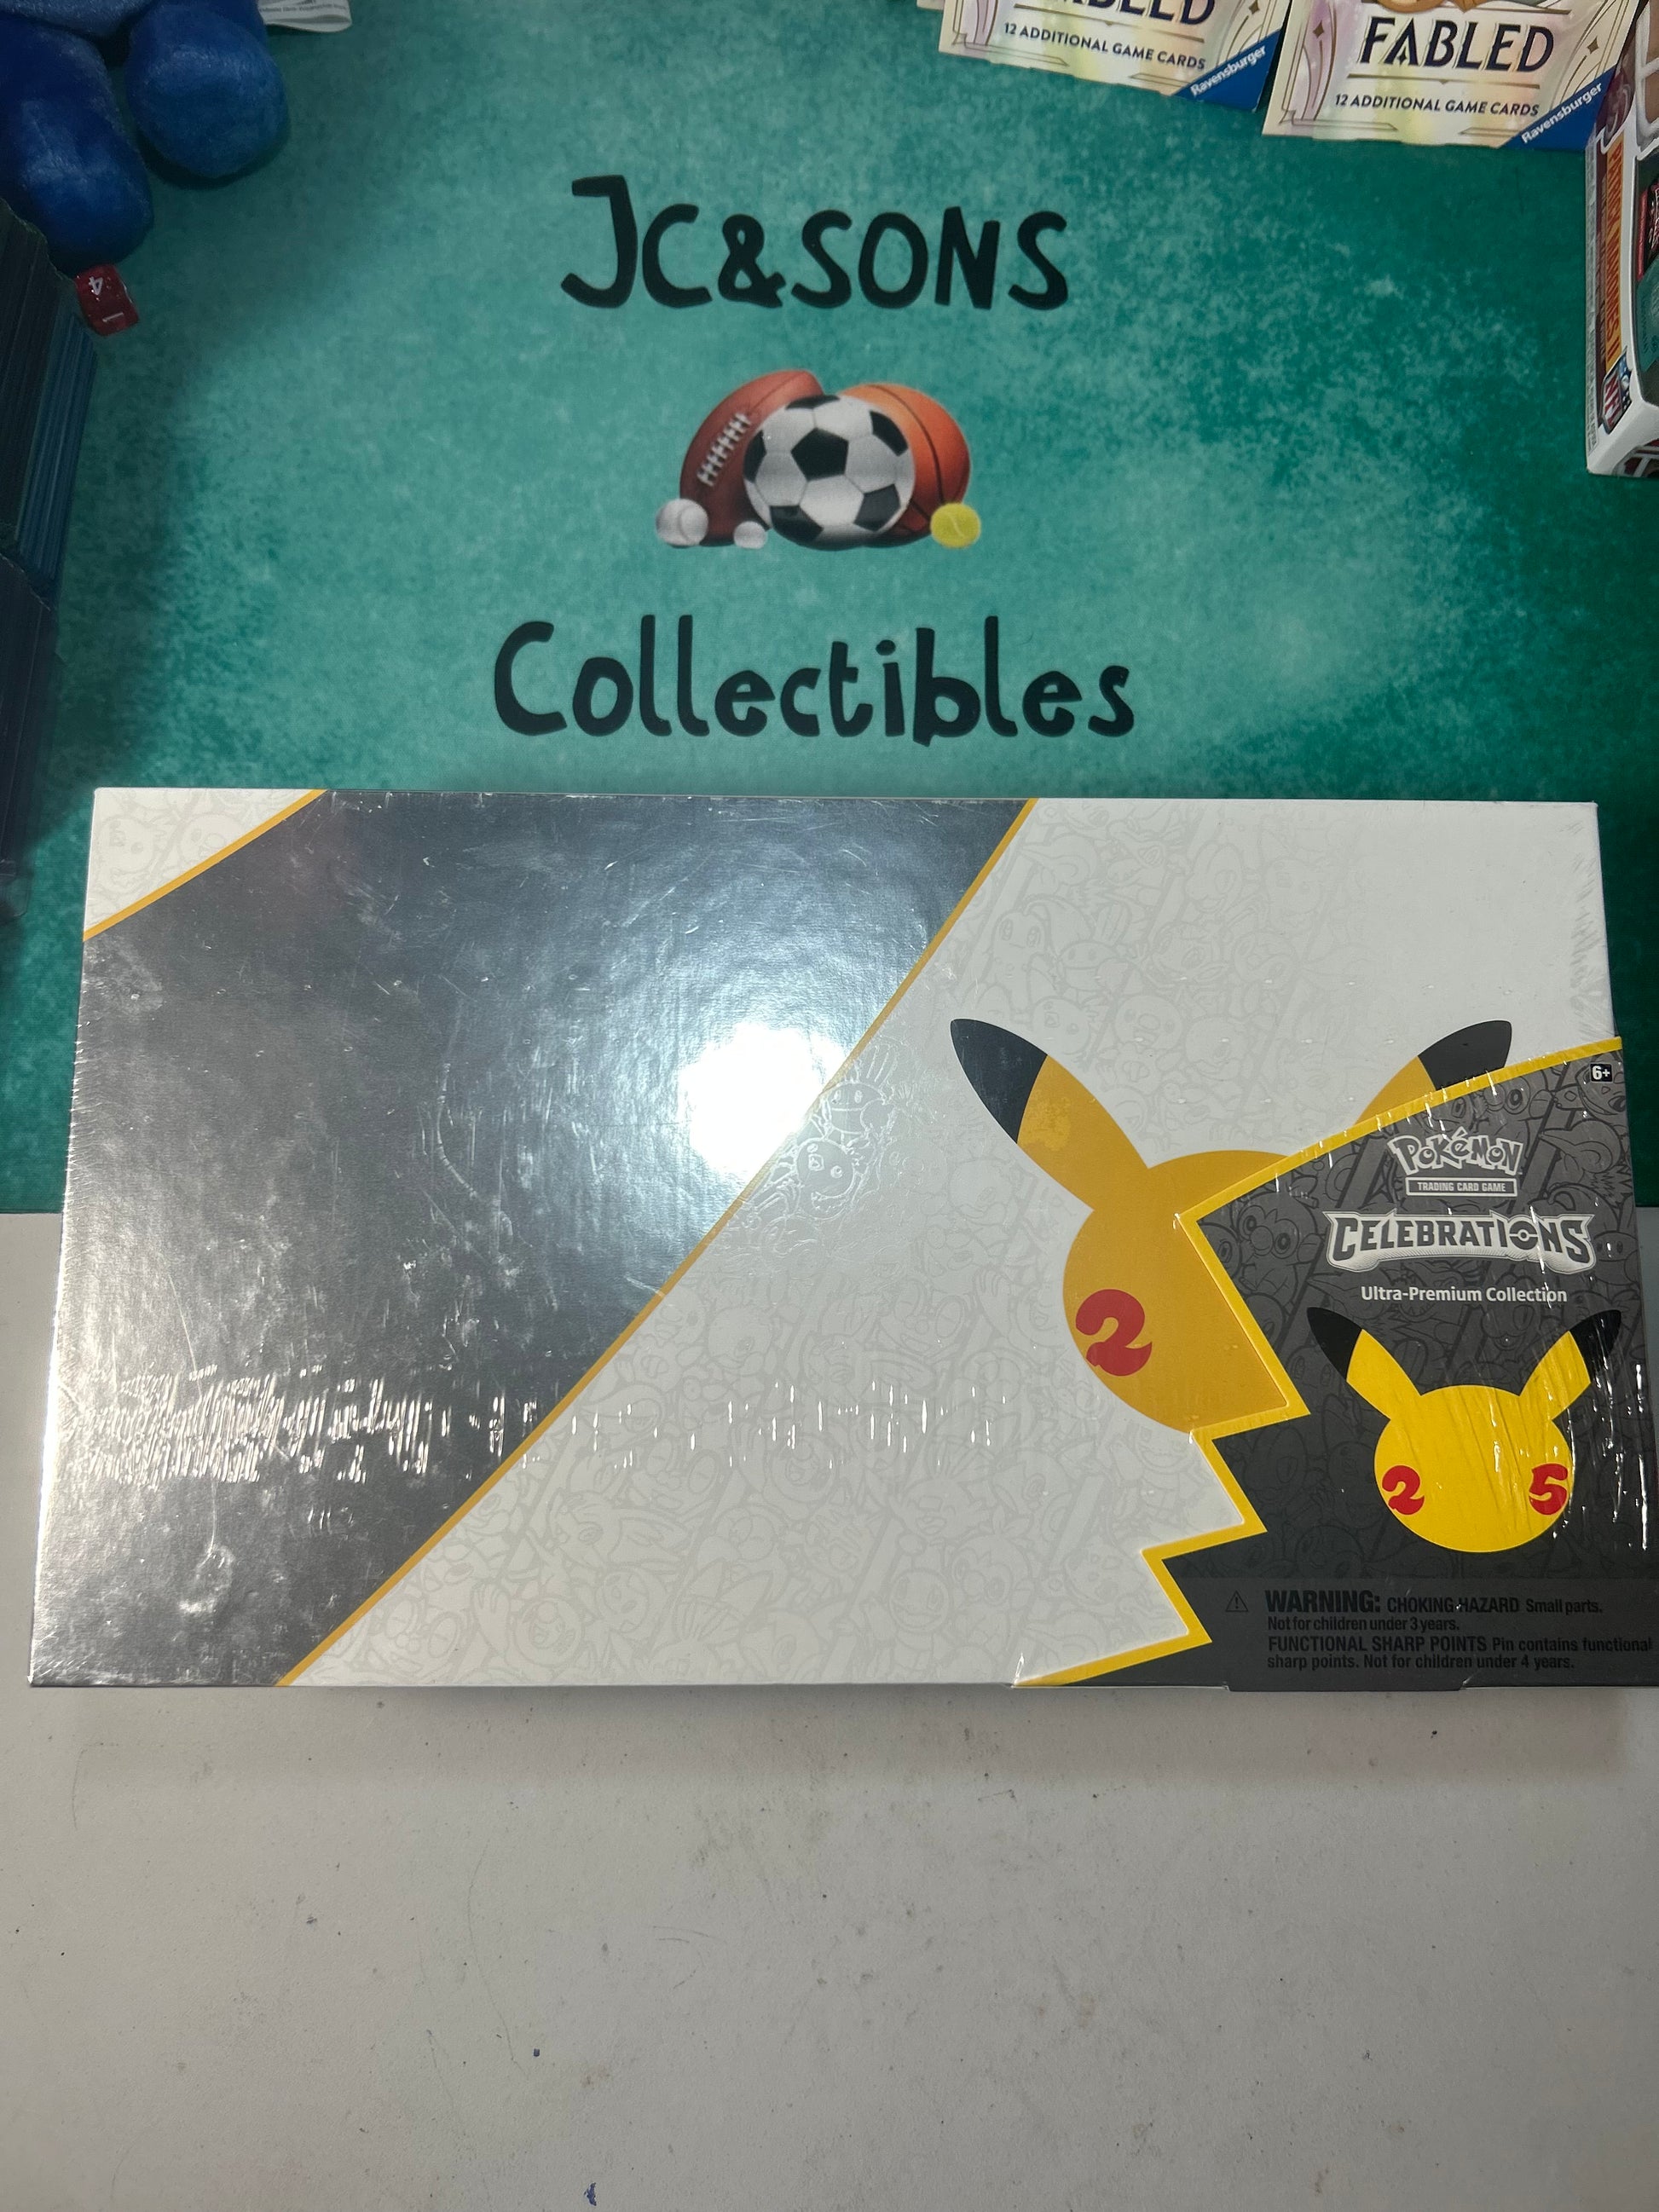 FABLED
12 ADDITIONAL GAME CARDS
Ravensburger
FABLED
12 ADDITIONAL GAME CARDS
Ravensburger
4
1
JC&SONS
Collectibles
6+
Pokémon
TRADING CARD GAME
CELEBRATIONS
Ultra-Premium Collection
2
2 5
WARNING: CHOKING HAZARD Small parts.
Not for children under 3 years.
FUNCTIONAL SHARP POINTS Pin contains functional
sharp points. Not for children under 4 years.